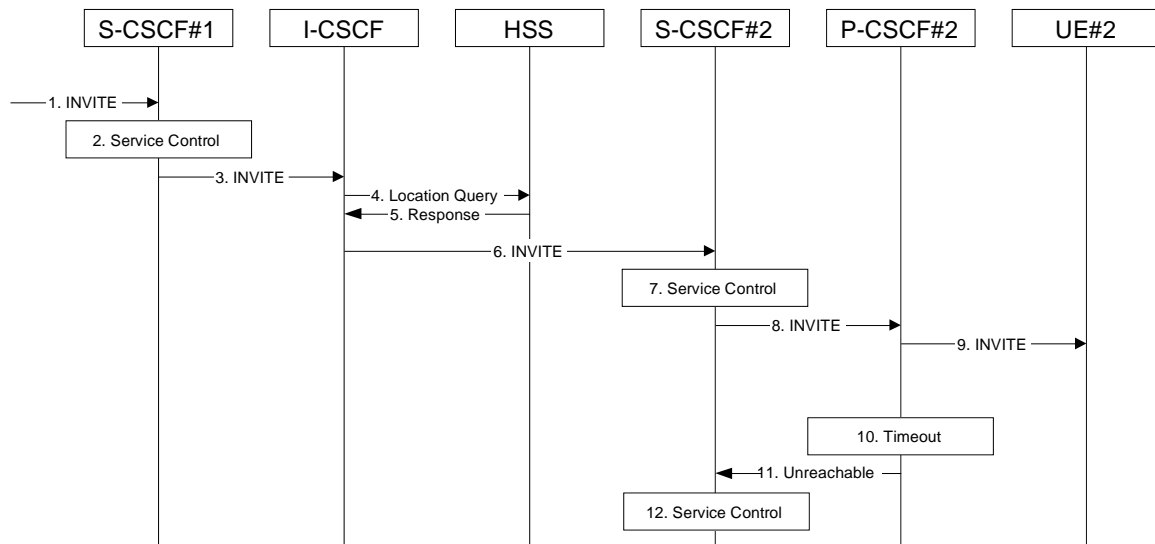 S-CSCF#1 I-CSCF HSS S-CSCF#2 P-CSCF#2 UE#2
1. INVITE
2. Service Control
3. INVITE
4. Location Query
5. Response
6. INVITE
7. Service Control
8. INVITE
9. INVITE
10. Timeout
11. Unreachable
12. Service Control